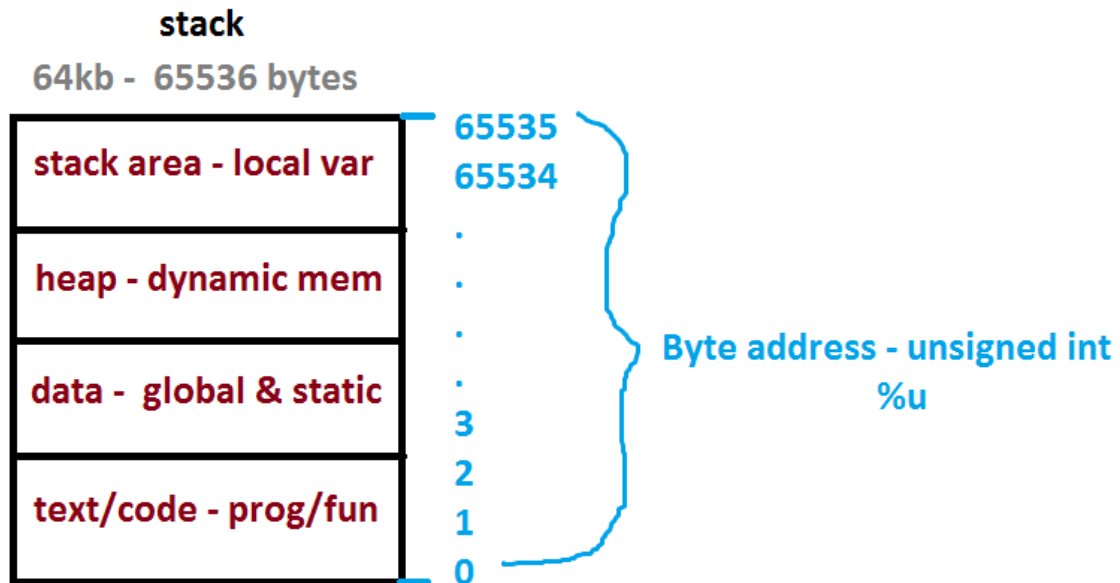 stack
64kb - 65536 bytes
stack area - local var
heap - dynamic mem
data - global & static
text/code - prog/fun
65535
65534
.
.
.
.
3
2
1
0
Byte address - unsigned int
%u